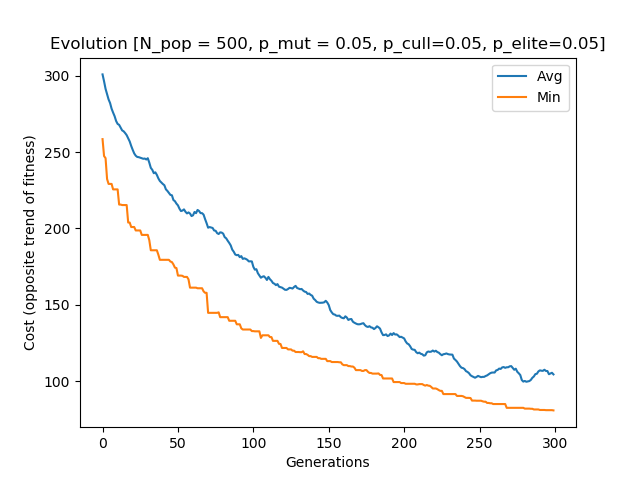 Evolution [N_pop = 500, p_mut = 0.05, p_cull=0.05, p_elite=0.05]
Avg
Min
Cost (opposite trend of fitness)
300
250
200
150
100
0 50 100 150 200 250 300
Generations